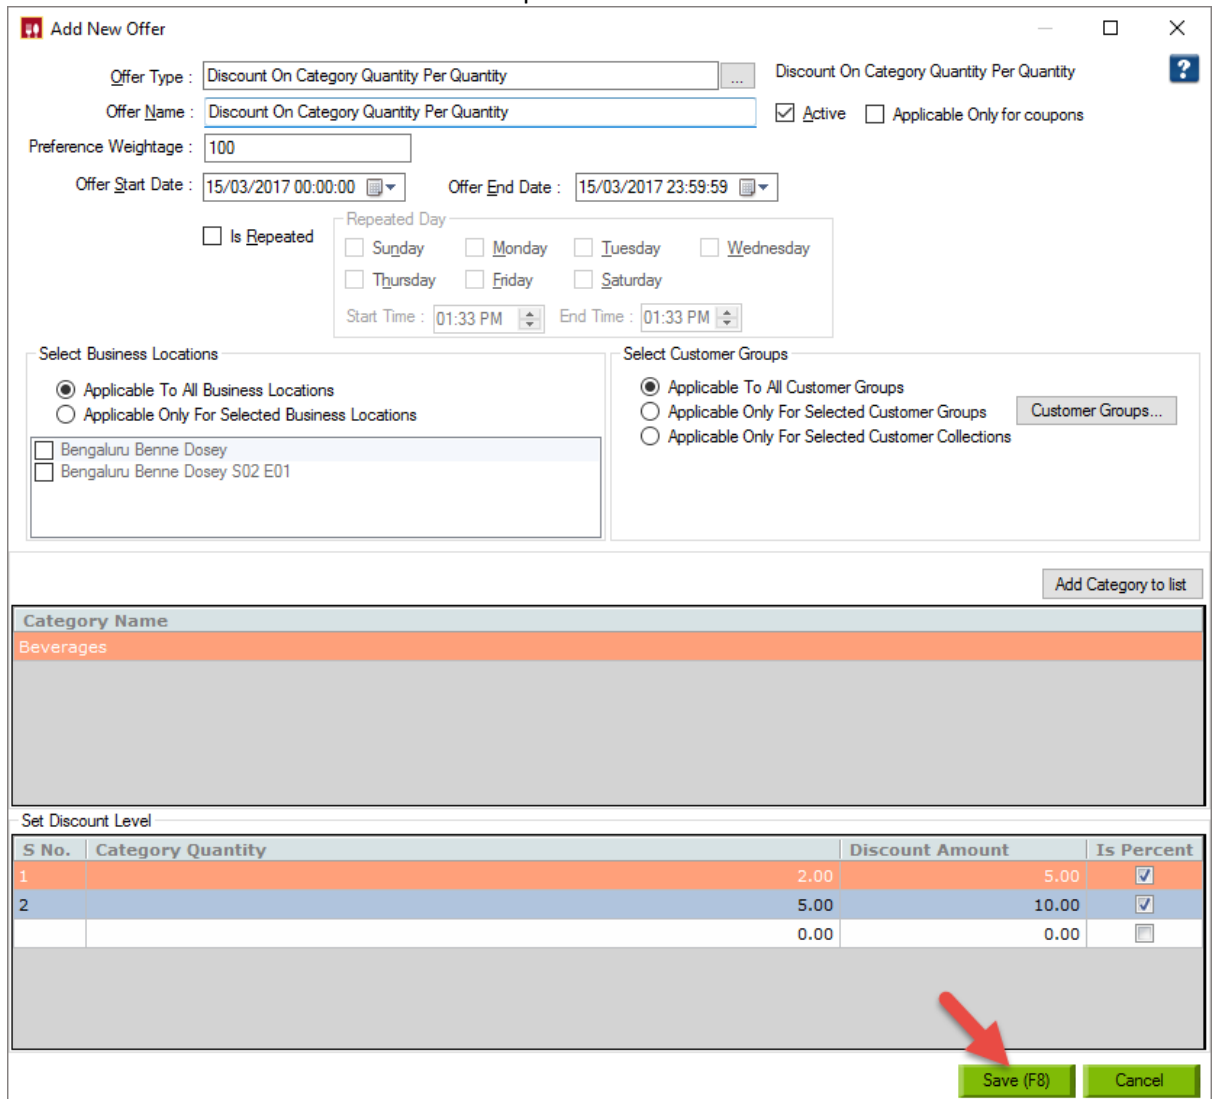 Add New Offer
Offer Type : Discount On Category Quantity Per Quantity ... Discount On Category Quantity Per Quantity ?
Offer Name : Discount On Category Quantity Per Quantity Active Applicable Only for coupons
Preference Weightage : 100
Offer Start Date : 15/03/2017 00:00:00 Offer End Date : 15/03/2017 23:59:59
Is Repeated Repeated Day
Sunday Monday Tuesday Wednesday
Thursday Friday Saturday
Start Time : 01:33 PM End Time : 01:33 PM
Select Business Locations
Applicable To All Business Locations
Applicable Only For Selected Business Locations
Bengaluru Benne Dosey
Bengaluru Benne Dosey S02 E01
Select Customer Groups
Applicable To All Customer Groups
Applicable Only For Selected Customer Groups Customer Groups...
Applicable Only For Selected Customer Collections
Add Category to list
Category Name
Beverages
Set Discount Level
S No. Category Quantity Discount Amount Is Percent
1 2.00 5.00
2 5.00 10.00
0.00 0.00
Save (F8) Cancel